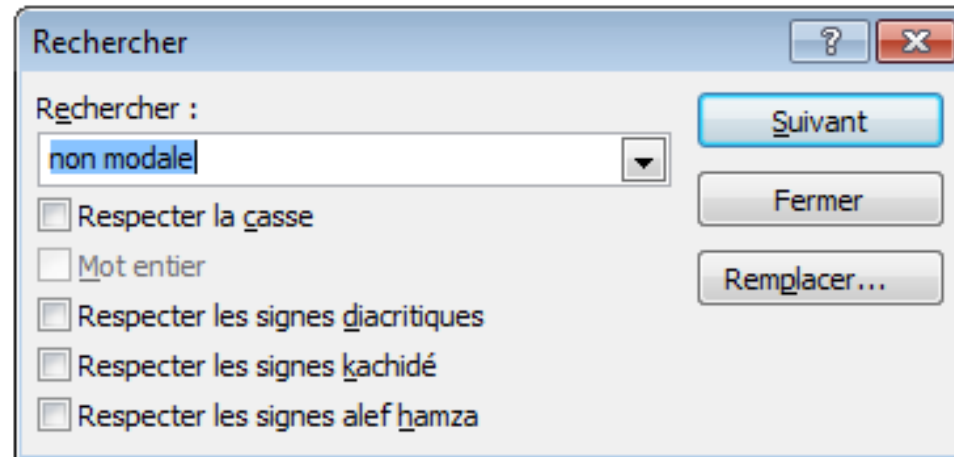 Rechercher
Rechercher :
non modale
Respecter la casse
Mot entier
Respecter les signes diacritiques
Respecter les signes kachidé
Respecter les signes alef hamza
Suivant
Fermer
Remplacer...